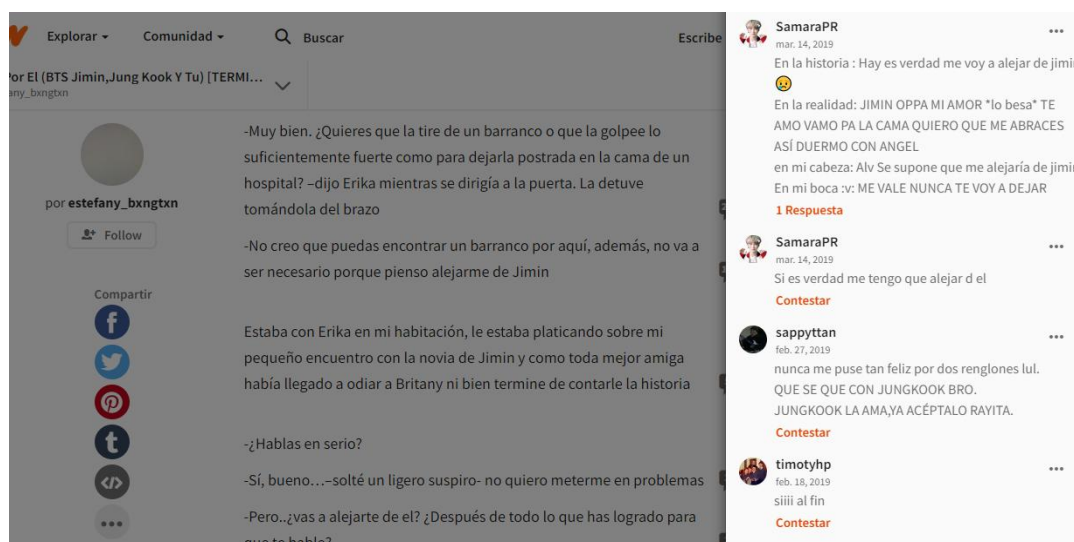 Explorar
Comunidad
Buscar
Escribe
Por El (BTS Jimin,Jung Kook Y Tu) [TERMI...
any_bxngtxn
por estefany_bxngtxn
Follow
Compartir
-Muy bien. ¿Quieres que la tire de un barranco o que la golpee lo
suficientemente fuerte como para dejarla postrada en la cama de un
hospital? –dijo Erika mientras se dirigía a la puerta. La detuve
tomándola del brazo
-No creo que puedas encontrar un barranco por aquí, además, no va a
ser necesario porque pienso alejarme de Jimin
Estaba con Erika en mi habitación, le estaba platicando sobre mi
pequeño encuentro con la novia de Jimin y como toda mejor amiga
había llegado a odiar a Britany ni bien termine de contarle la historia
-¿Hablas en serio?
-Sí, bueno…–solté un ligero suspiro- no quiero meterme en problemas
-Pero..¿vas a alejarte de el? ¿Después de todo lo que has logrado para
que te hable?
SamaraPR
mar. 14, 2019
En la historia : Hay es verdad me voy a alejar de jimin
😥
En la realidad: JIMIN OPPA MI AMOR *lo besa* TE
AMO VAMO PA LA CAMA QUIERO QUE ME ABRACES
ASÍ DUERMO CON ANGEL
en mi cabeza: Alv Se supone que me alejaría de jimin
En mi boca :v: ME VALE NUNCA TE VOY A DEJAR
1 Respuesta
SamaraPR
mar. 14, 2019
Si es verdad me tengo que alejar d el
Contestar
sappyttan
feb. 27, 2019
nunca me puse tan feliz por dos renglones lul.
QUE SE QUE CON JUNGKOOK BRO.
JUNGKOOK LA AMA,YA ACÉPTALO RAYITA.
Contestar
timotyhp
feb. 18, 2019
siiii al fin
Contestar